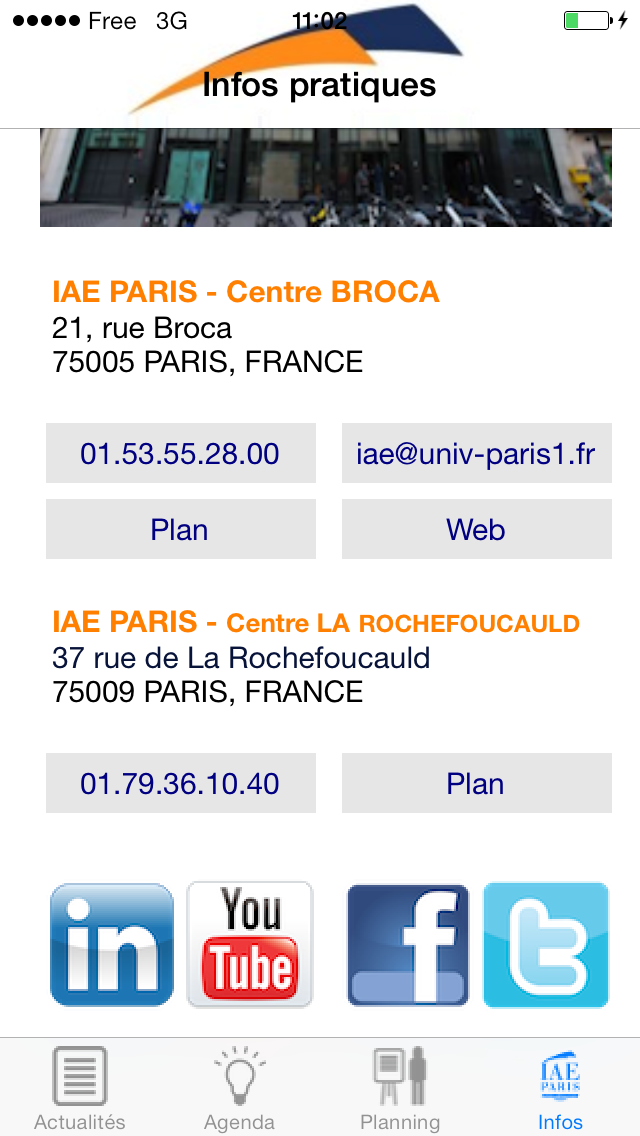 Free 3G 11:02
Infos pratiques
IAE PARIS - Centre BROCA
21, rue Broca
75005 PARIS, FRANCE
01.53.55.28.00 iae@univ-paris1.fr
Plan Web
IAE PARIS - Centre LA ROCHEFOUCAULD
37 rue de La Rochefoucauld
75009 PARIS, FRANCE
01.79.36.10.40 Plan
in You Tube f t
IAE
PARIS
Actualités Agenda Planning Infos